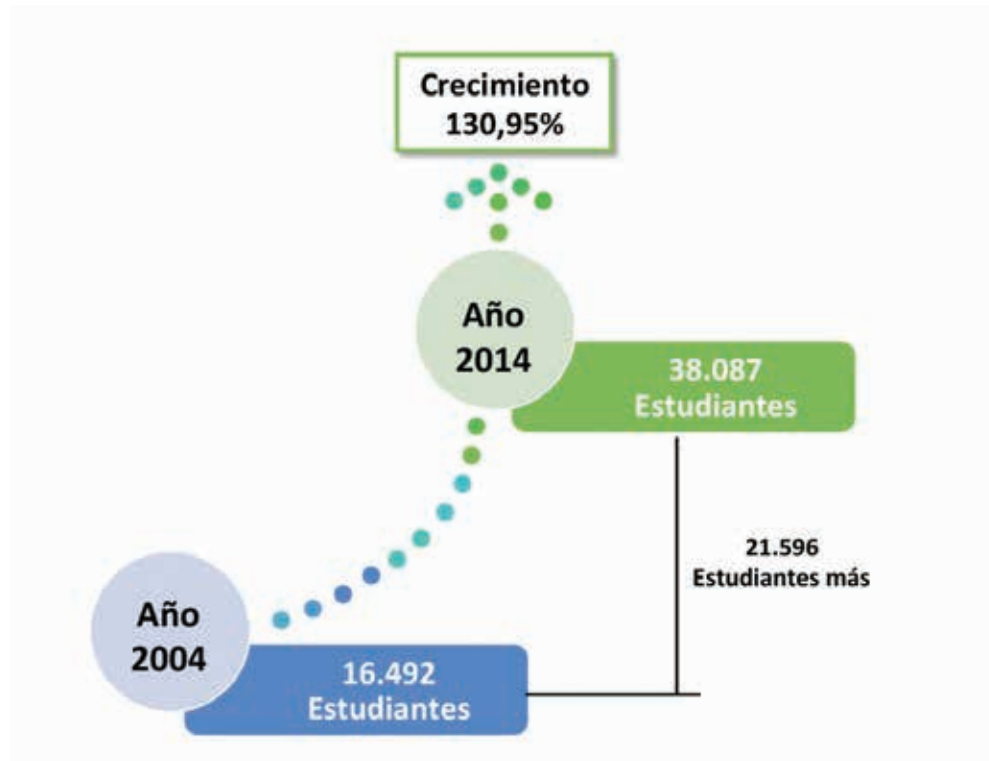 Crecimiento
130,95%
Año
2014
38.087
Estudiantes
21.596
Estudiantes más
Año
2004
16.492
Estudiantes